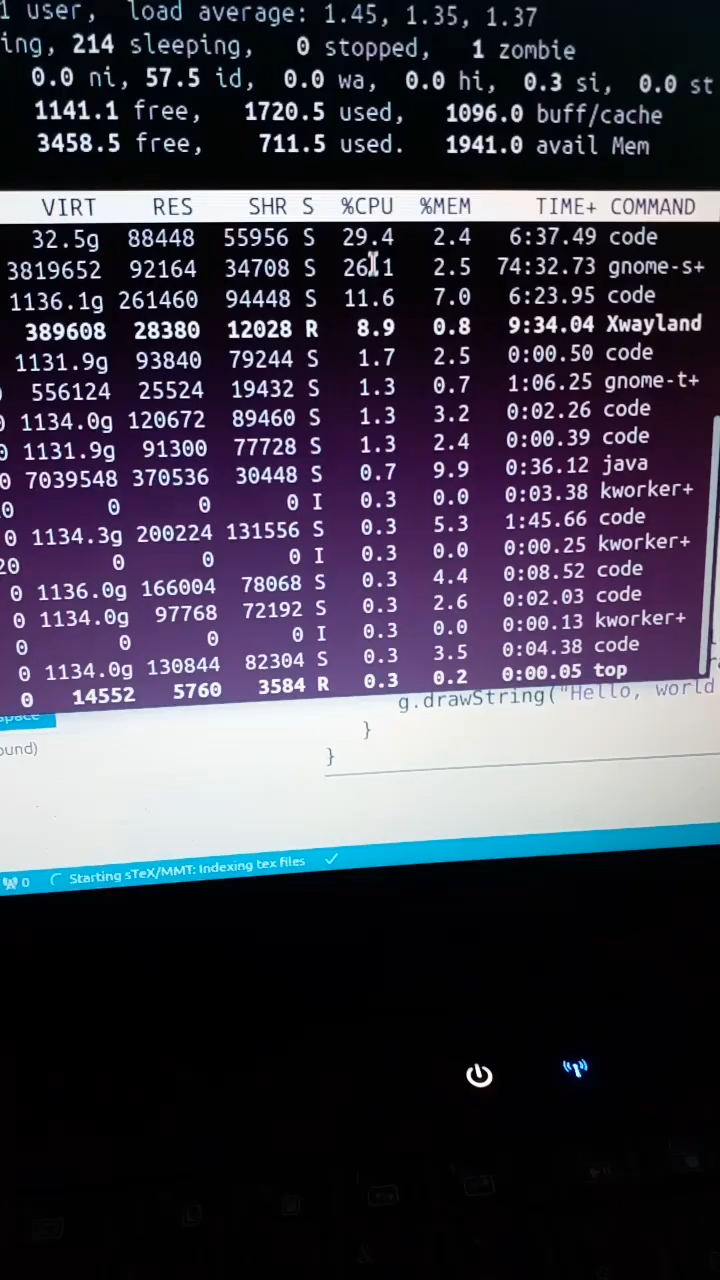 1 user, load average: 1.45, 1.35, 1.37
ing, 214 sleeping, 0 stopped, 1 zombie
0.0 ni, 57.5 id, 0.0 wa, 0.0 hi, 0.3 si, 0.0 st
1141.1 free, 1720.5 used, 1096.0 buff/cache
3458.5 free, 711.5 used. 1941.0 avail Mem
VIRT RES SHR S %CPU %MEM TIME+ COMMAND
32.5g 88448 55956 S 29.4 2.4 6:37.49 code
3819652 92164 34708 S 26.1 2.5 74:32.73 gnome-s+
1136.1g 261460 94448 S 11.6 7.0 6:23.95 code
389608 28380 12028 R 8.9 0.8 9:34.04 Xwayland
1131.9g 93840 79244 S 1.7 2.5 0:00.50 code
556124 25524 19432 S 1.3 0.7 1:06.25 gnome-t+
0 1134.0g 120672 89460 S 1.3 3.2 0:02.26 code
0 1131.9g 91300 77728 S 1.3 2.4 0:00.39 code
0 7039548 370536 30448 S 0.7 9.9 0:36.12 java
0 0 0 0 I 0.3 0.0 0:03.38 kworker+
0 1134.3g 200224 131556 S 0.3 5.3 1:45.66 code
20 0 0 0 I 0.3 0.0 0:00.25 kworker+
0 1136.0g 166004 78068 S 0.3 4.4 0:08.52 code
0 1134.0g 97768 72192 S 0.3 2.6 0:02.03 code
0 0 0 0 I 0.3 0.0 0:00.13 kworker+
0 1134.0g 130844 82304 S 0.3 3.5 0:04.38 code
0 14552 5760 3584 R 0.3 0.2 0:00.05 top
g.drawString("Hello, world
}
ound)
}
0 Starting sTeX/MMT: Indexing tex files